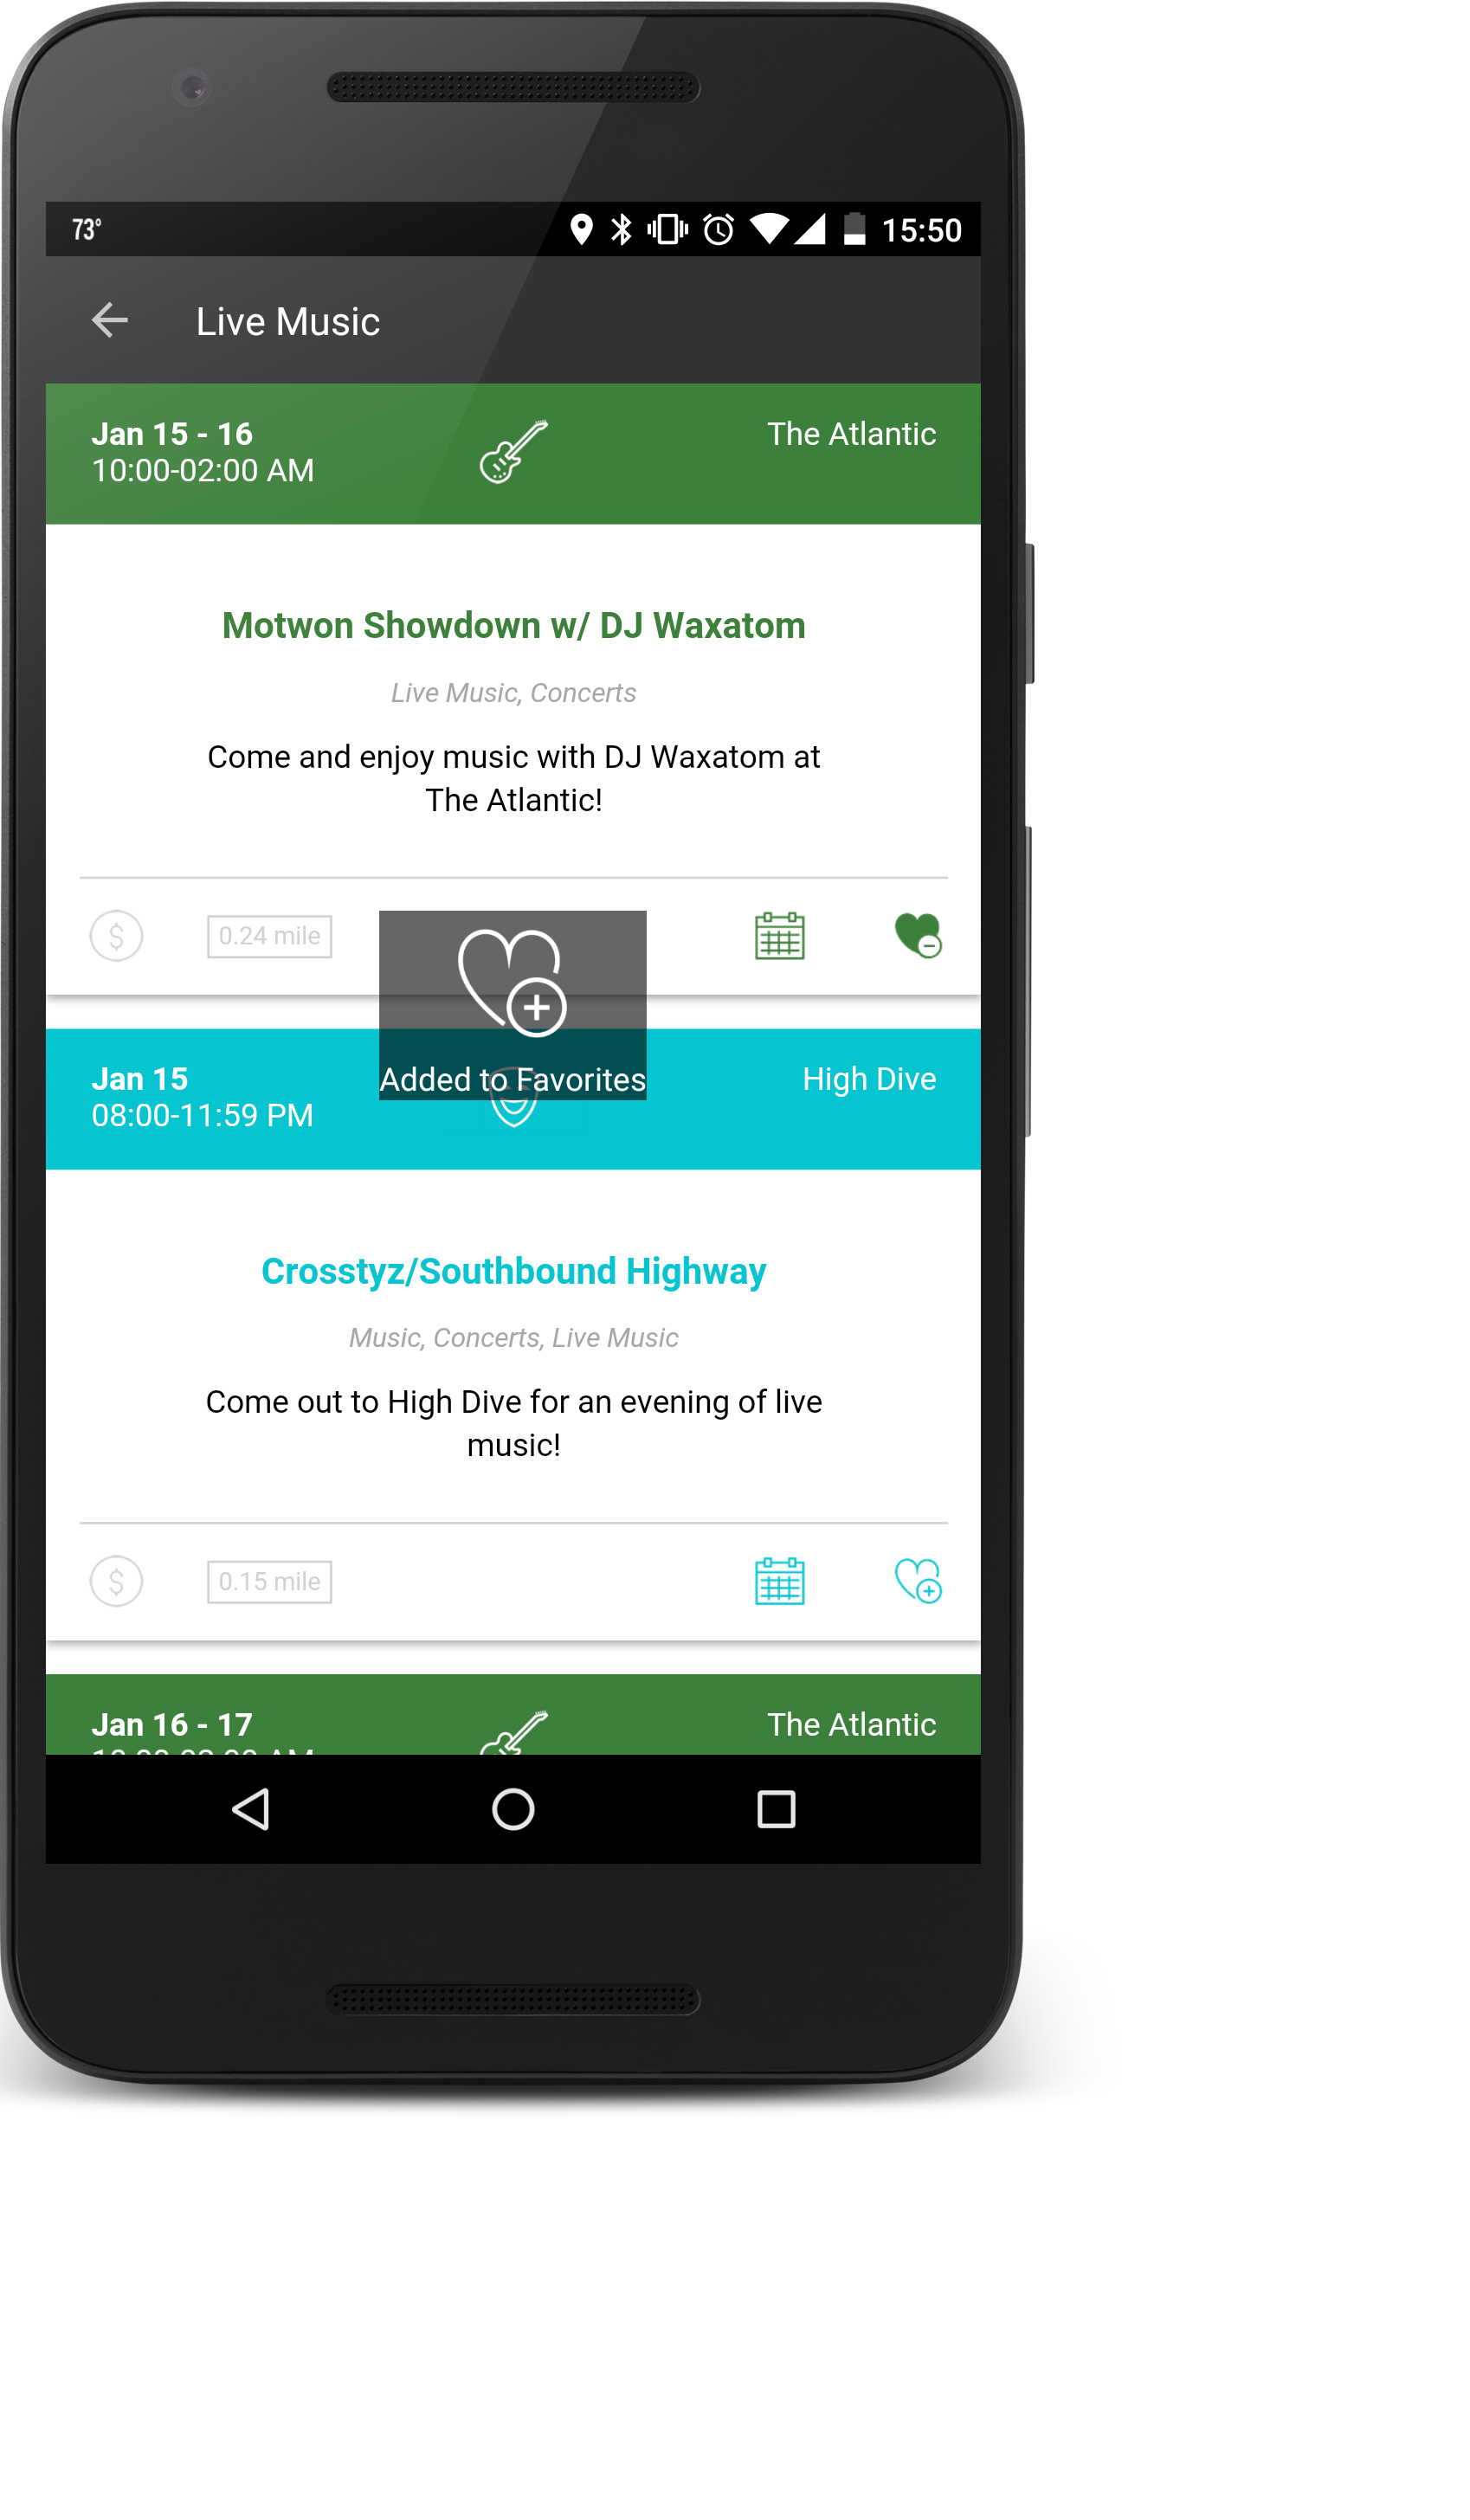 73°
15:50
Live Music
Jan 15 - 16
The Atlantic
10:00-02:00 AM
Motwon Showdown w/ DJ Waxatom
Live Music, Concerts
Come and enjoy music with DJ Waxatom at
The Atlantic!
$
0.24 mile
Added to Favorites
Jan 15
High Dive
08:00-11:59 PM
Crosstyz/Southbound Highway
Music, Concerts, Live Music
Come out to High Dive for an evening of live
music!
$
0.15 mile
Jan 16 - 17
The Atlantic